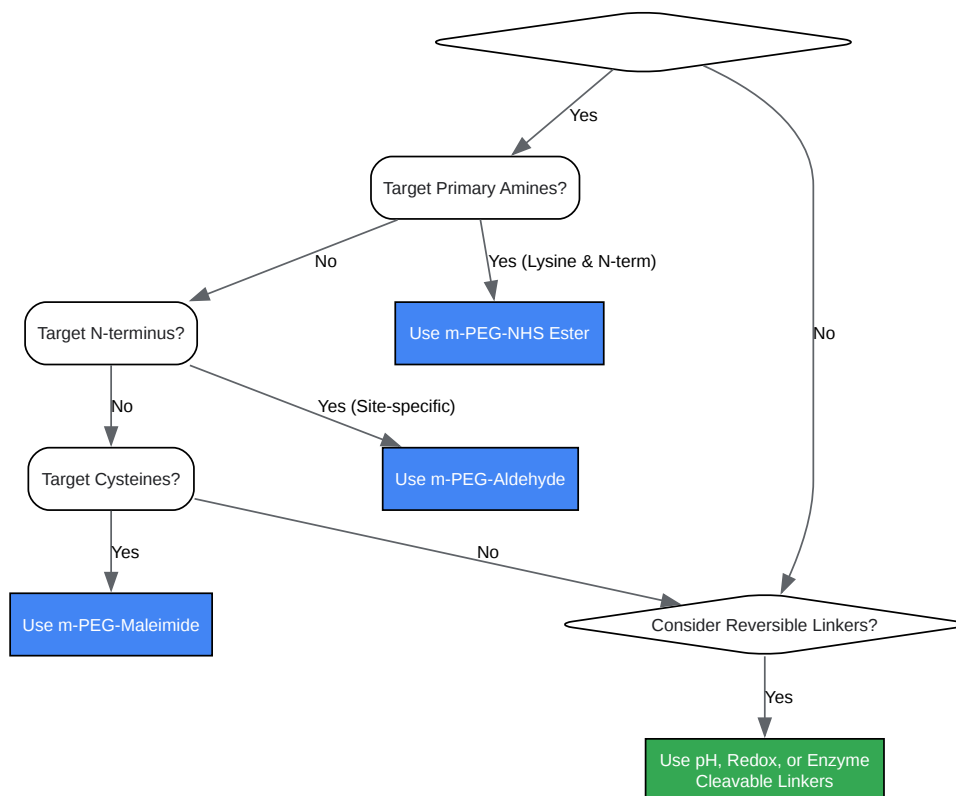 Yes
Target Primary Amines?
No
Yes (Lysine & N-term)
Target N-terminus?
Use m-PEG-NHS Ester
No
No
Yes (Site-specific)
Target Cysteines?
Use m-PEG-Aldehyde
Yes
No
Use m-PEG-Maleimide
Consider Reversible Linkers?
Yes
Use pH, Redox, or Enzyme
Cleavable Linkers